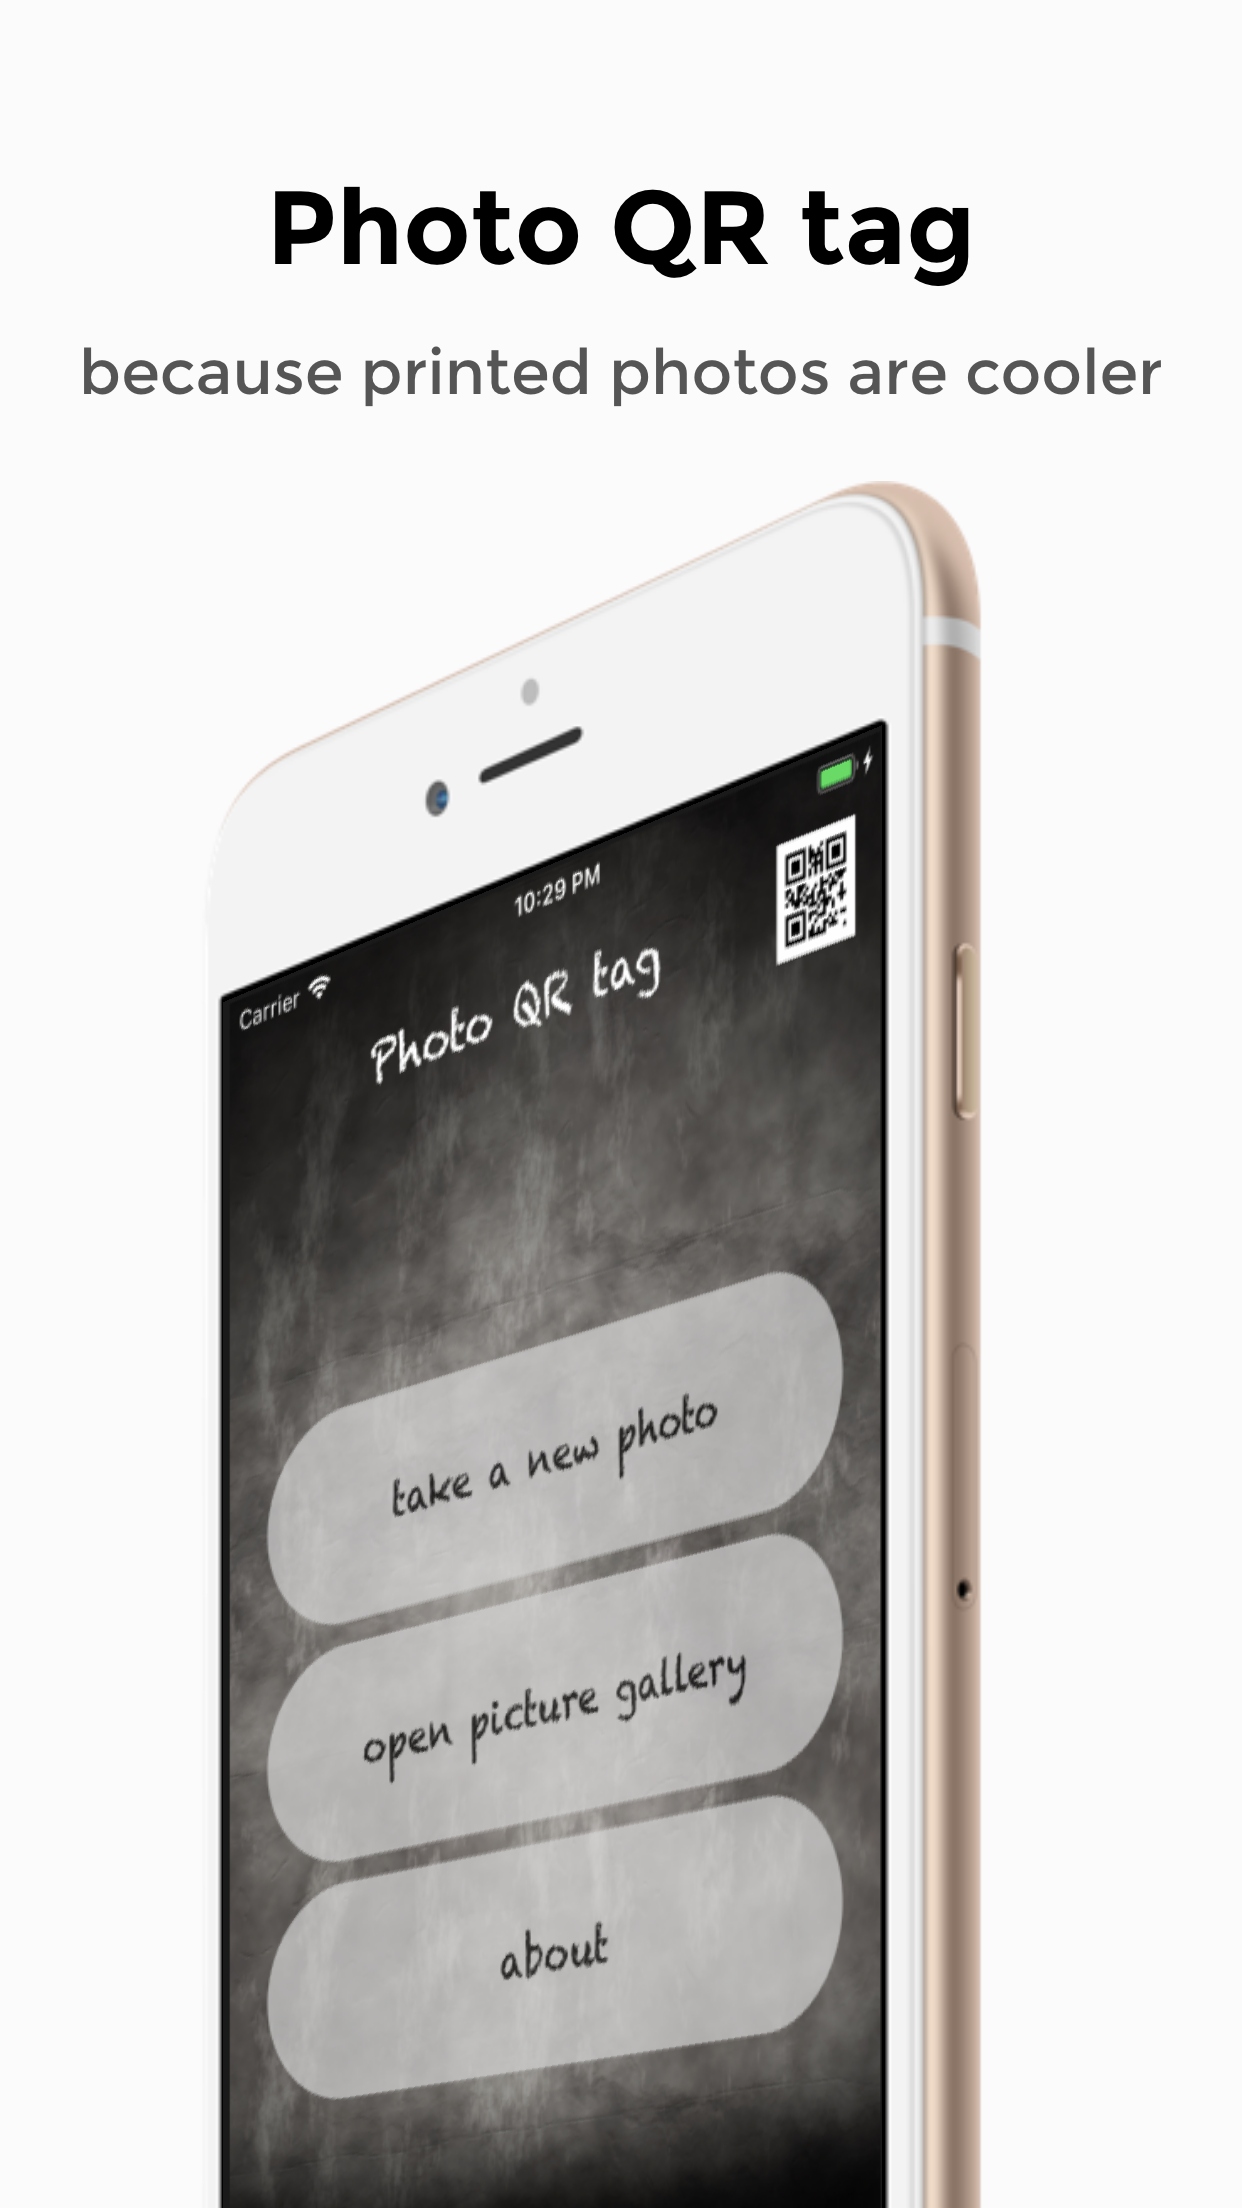 Photo QR tag
because printed photos are cooler
Carrier
10:29 PM
Photo QR tag
take a new photo
open picture gallery
about